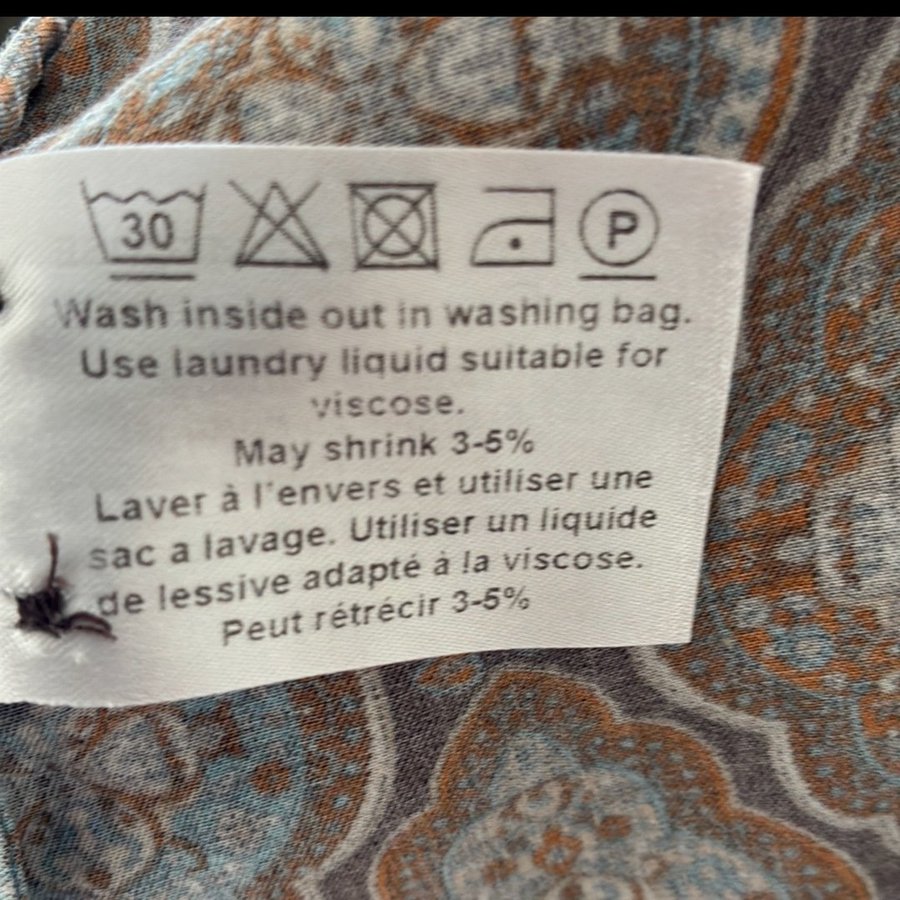 30 P
Wash inside out in washing bag.
Use laundry liquid suitable for
viscose.
May shrink 3-5%
Laver à l'envers et utiliser une
sac a lavage. Utiliser un liquide
de lessive adapté à la viscose.
Peut rétrécir 3-5%